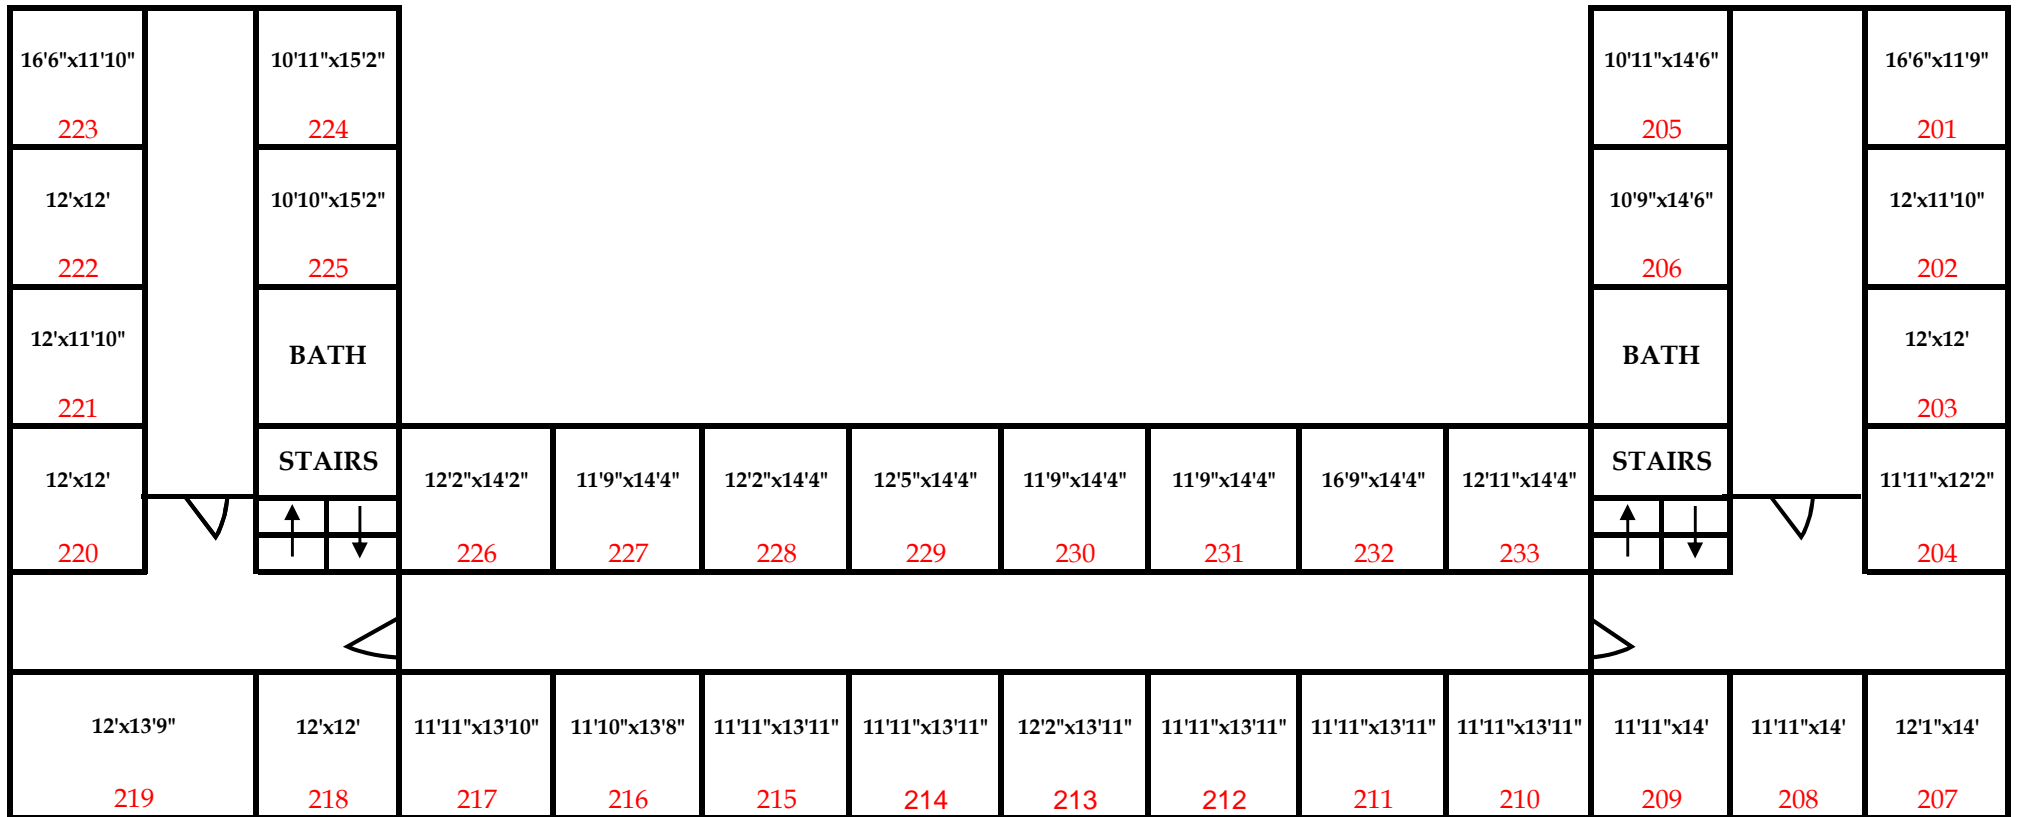 16'6"x11'10"
223
10'11"x15'2"
224
10'11"x14'6"
205
16'6"x11'9"
201
12'x12'
222
10'10"x15'2"
225
10'9"x14'6"
206
12'x11'10"
202
12'x11'10"
221
BATH
BATH
12'x12'
203
12'x12'
220
STAIRS
12'2"x14'2"
226
11'9"x14'4"
227
12'2"x14'4"
228
12'5"x14'4"
229
11'9"x14'4"
230
11'9"x14'4"
231
16'9"x14'4"
232
12'11"x14'4"
233
STAIRS
11'11"x12'2"
204
12'x13'9"
219
12'x12'
218
11'11"x13'10"
217
11'10"x13'8"
216
11'11"x13'11"
215
11'11"x13'11"
214
12'2"x13'11"
213
11'11"x13'11"
212
11'11"x13'11"
211
11'11"x13'11"
210
11'11"x14'
209
11'11"x14'
208
12'1"x14'
207